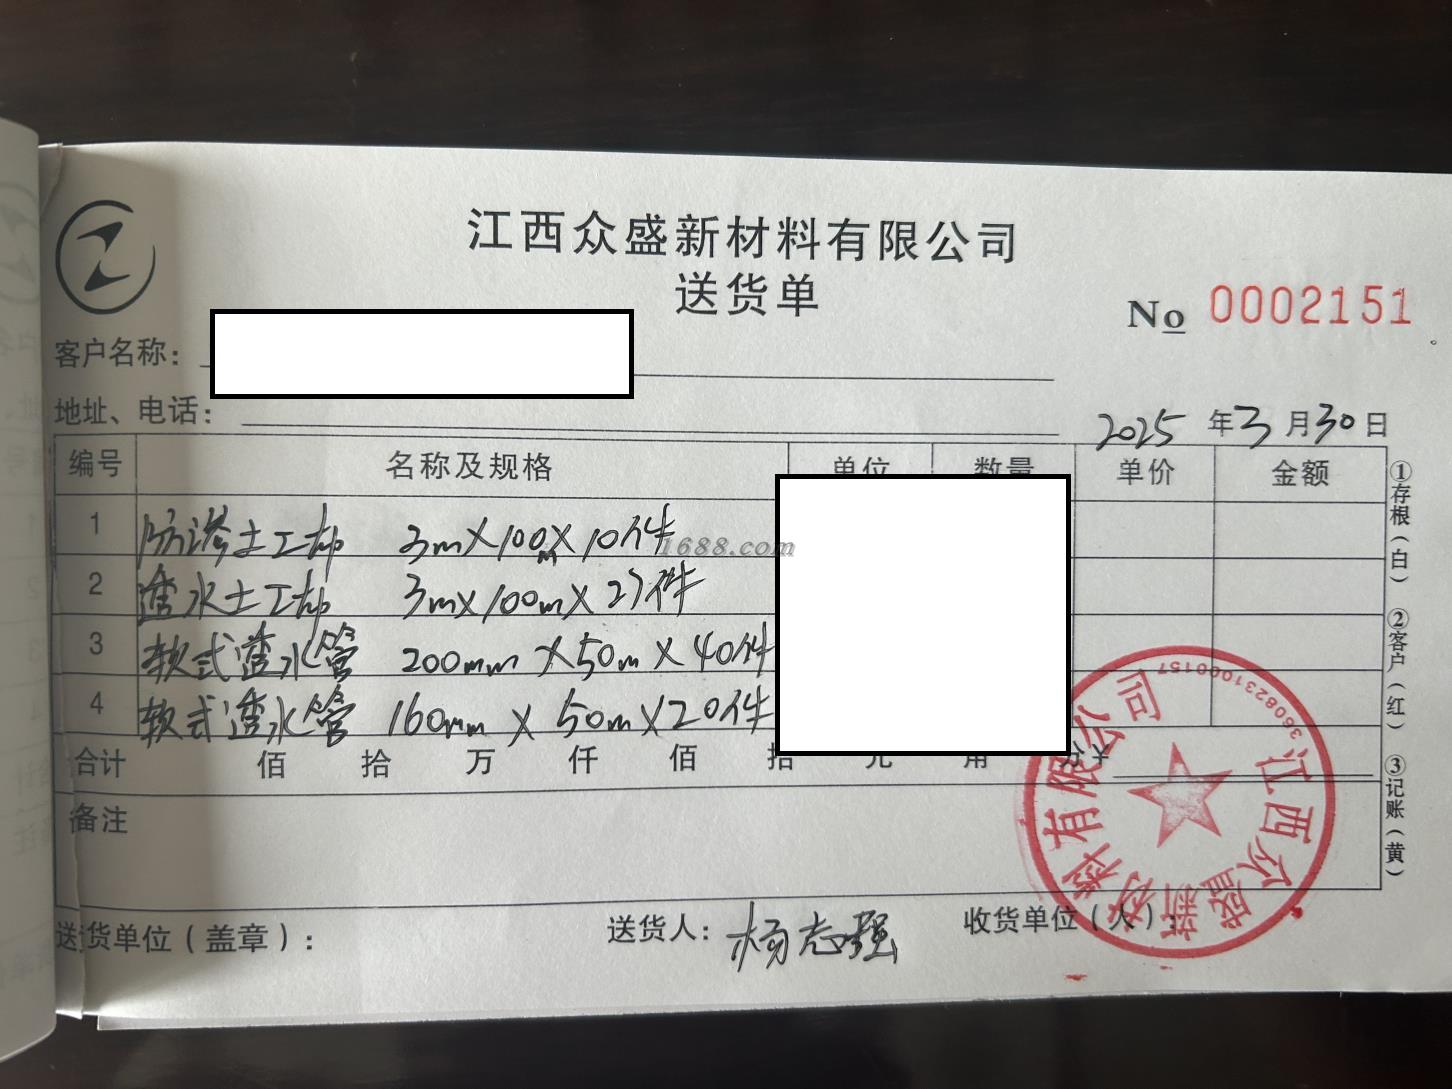 江西众盛新材料有限公司
送货单
No 0002151
客户名称：
地址、电话：
2025 年 3 月 30 日
编号 名称及规格 单位 数量 单价 金额
1 防渗土工布 3m×100m×10件
2 透水土工布 3m×100m×27件
3 软式透水管 200mm×50m×40件
4 软式透水管 160mm×50m×20件
1688.com
合计 佰 拾 万 仟 佰 拾 元 角 分 ¥
备注
送货单位（盖章）： 送货人：杨志强 收货单位（人）：
①存根（白） ②客户（红） ③记账（黄）
江西众盛新材料有限公司
3608231000157